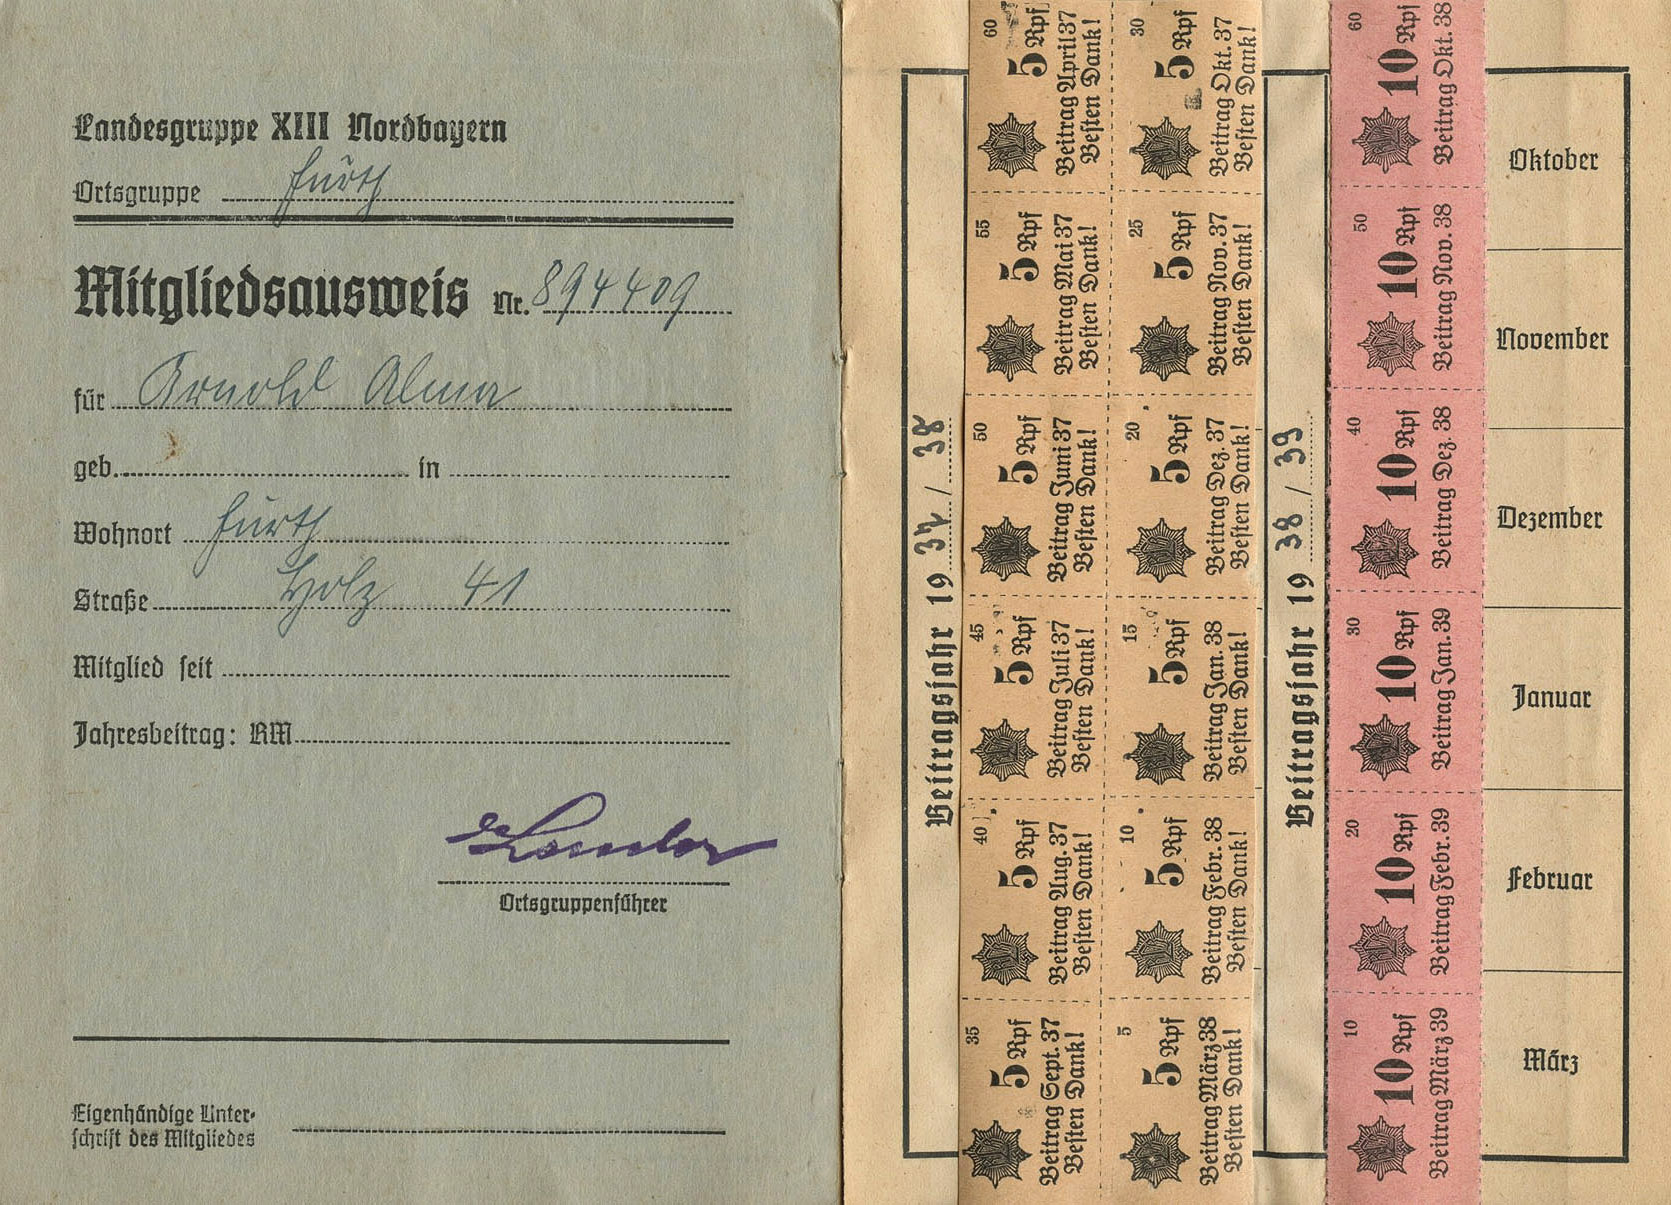 Landesgruppe XIII Nordbayern
Ortsgruppe Fürth
Mitgliedsausweis Nr. 894409
für Arnold Alma
geb. in
Wohnort Fürth
Straße Holz 41
Mitglied seit
Jahresbeitrag: RM
Ortsgruppenführer
Eigenhändige Unter-
schrift des Mitgliedes
Beitragsjahr 19 37 / 38
60
5 Rpf
Beitrag April 37
Besten Dank!
55
5 Rpf
Beitrag Mai 37
Besten Dank!
50
5 Rpf
Beitrag Juni 37
Besten Dank!
45
5 Rpf
Beitrag Juli 37
Besten Dank!
40
5 Rpf
Beitrag Aug. 37
Besten Dank!
35
5 Rpf
Beitrag Sept. 37
Besten Dank!
30
5 Rpf
Beitrag Okt. 37
Besten Dank!
25
5 Rpf
Beitrag Nov. 37
Besten Dank!
20
5 Rpf
Beitrag Dez. 37
Besten Dank!
15
5 Rpf
Beitrag Jan. 38
Besten Dank!
10
5 Rpf
Beitrag Febr. 38
Besten Dank!
5
5 Rpf
Beitrag März 38
Besten Dank!
Beitragsjahr 19 38 / 39
60
10 Rpf
Beitrag Okt. 38
50
10 Rpf
Beitrag Nov. 38
40
10 Rpf
Beitrag Dez. 38
30
10 Rpf
Beitrag Jan. 39
20
10 Rpf
Beitrag Febr. 39
10
10 Rpf
Beitrag März 39
Oktober
November
Dezember
Januar
Februar
März